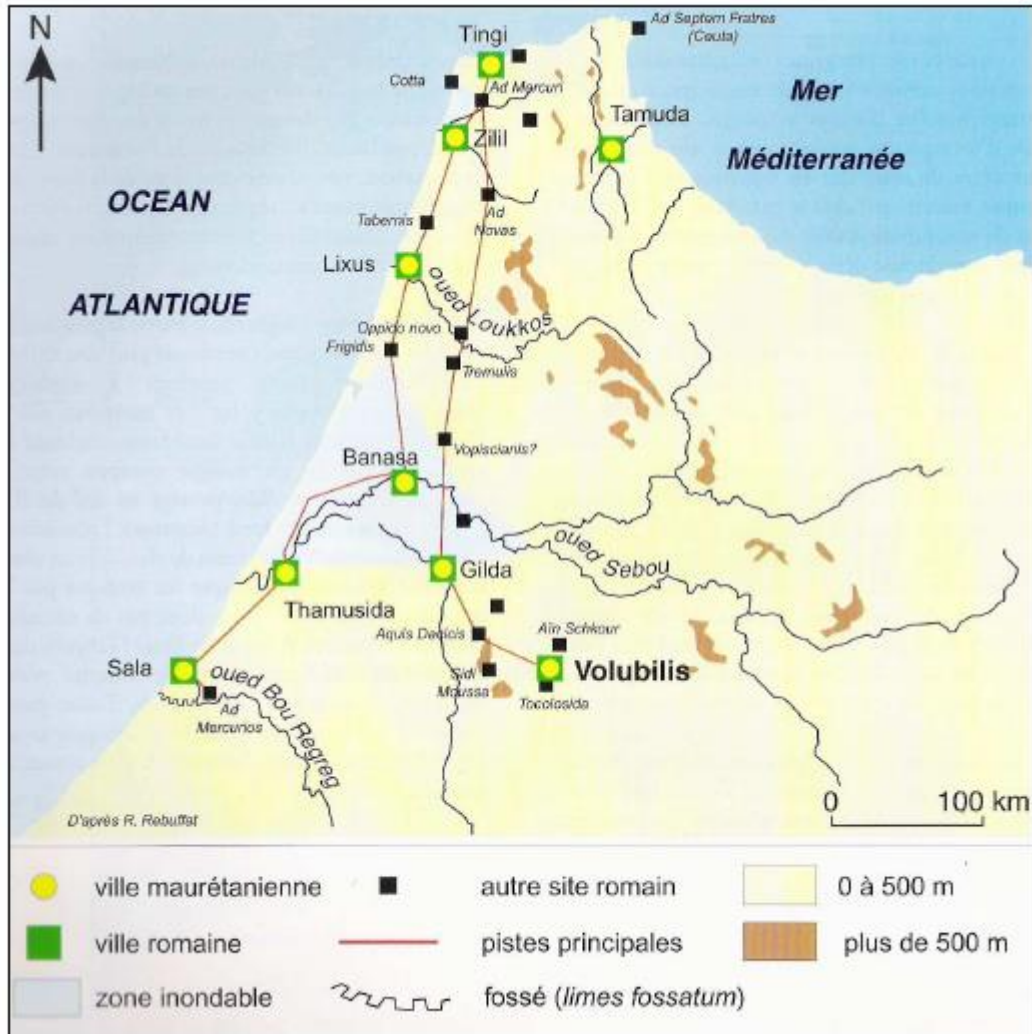 N
Tingi
Ad Septem Fratres
(Ceuta)
Cotta
Ad Mercuri
Mer
Méditerranée
Zilil
Tamuda
OCEAN
ATLANTIQUE
Tabernis
Ad
Novas
Lixus
oued Loukkos
Oppido novo
Frigidis
Tremulis
Banasa
Vopiscianis?
oued Sebou
Gilda
Thamusida
Aquis Dacicis
Aïn Schkour
Sala
oued Bou Regreg
Sidi
Moussa
Volubilis
Tocolosida
Ad
Mercurios
0 100 km
D'après R. Rebuffat
ville maurétanienne
autre site romain
0 à 500 m
ville romaine
pistes principales
plus de 500 m
zone inondable
fossé (limes fossatum)